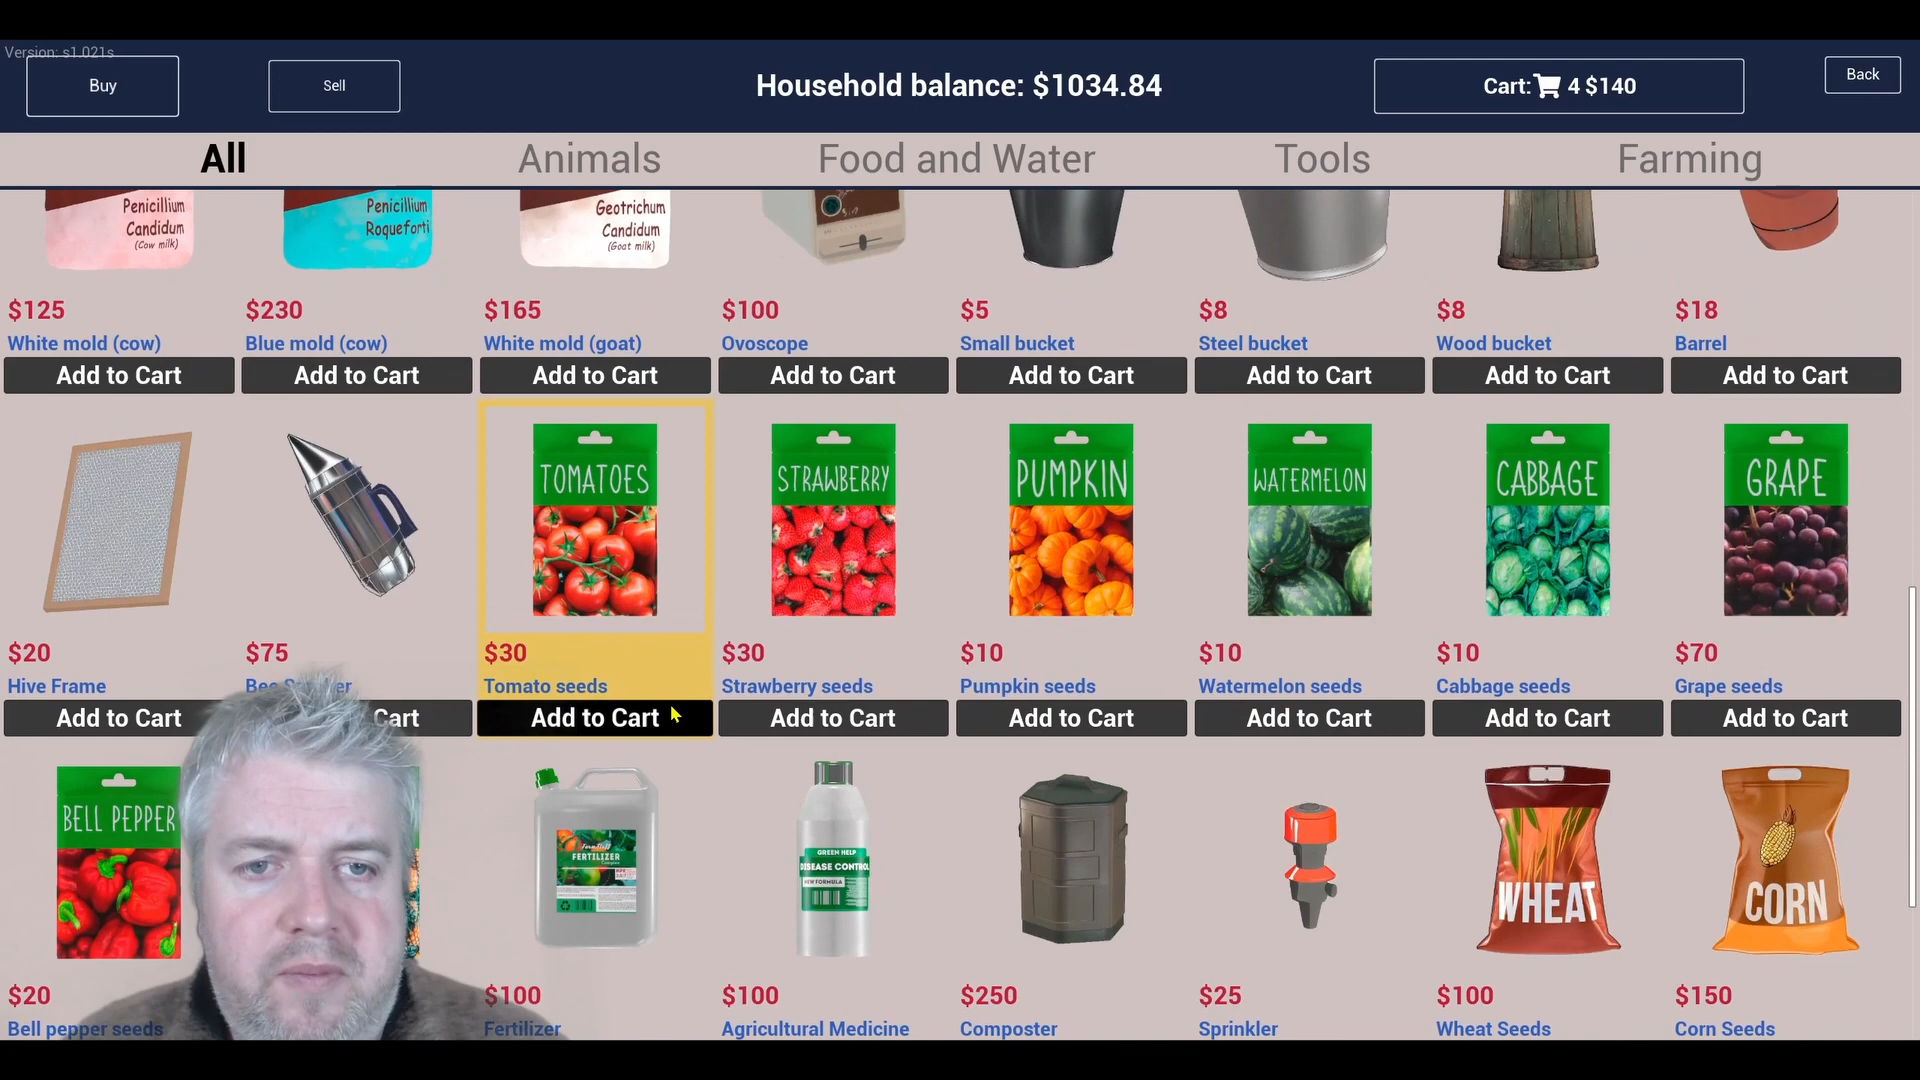 Version: s1.021s
Buy
Sell
Household balance: $1034.84
Cart: 4 $140
Back
All
Animals
Food and Water
Tools
Farming
Penicillium
Candidum
(Cow milk)
Penicillium
Roqueforti
Geotrichum
Candidum
(Goat milk)
$125
$230
$165
$100
$5
$8
$8
$18
White mold (cow)
Blue mold (cow)
White mold (goat)
Ovoscope
Small bucket
Steel bucket
Wood bucket
Barrel
Add to Cart
Add to Cart
Add to Cart
Add to Cart
Add to Cart
Add to Cart
Add to Cart
Add to Cart
TOMATOES
STRAWBERRY
PUMPKIN
WATERMELON
CABBAGE
GRAPE
$20
$75
$30
$30
$10
$10
$10
$70
Hive Frame
Tomato seeds
Strawberry seeds
Pumpkin seeds
Watermelon seeds
Cabbage seeds
Grape seeds
Add to Cart
Cart
Add to Cart
Add to Cart
Add to Cart
Add to Cart
Add to Cart
Add to Cart
BELL PEPPER
FERTILIZER
GREEN HELP
DISEASE CONTROL
NEW FORMULA
WHEAT
CORN
$20
$100
$100
$250
$25
$100
$150
Bell pepper seeds
Fertilizer
Agricultural Medicine
Composter
Sprinkler
Wheat Seeds
Corn Seeds